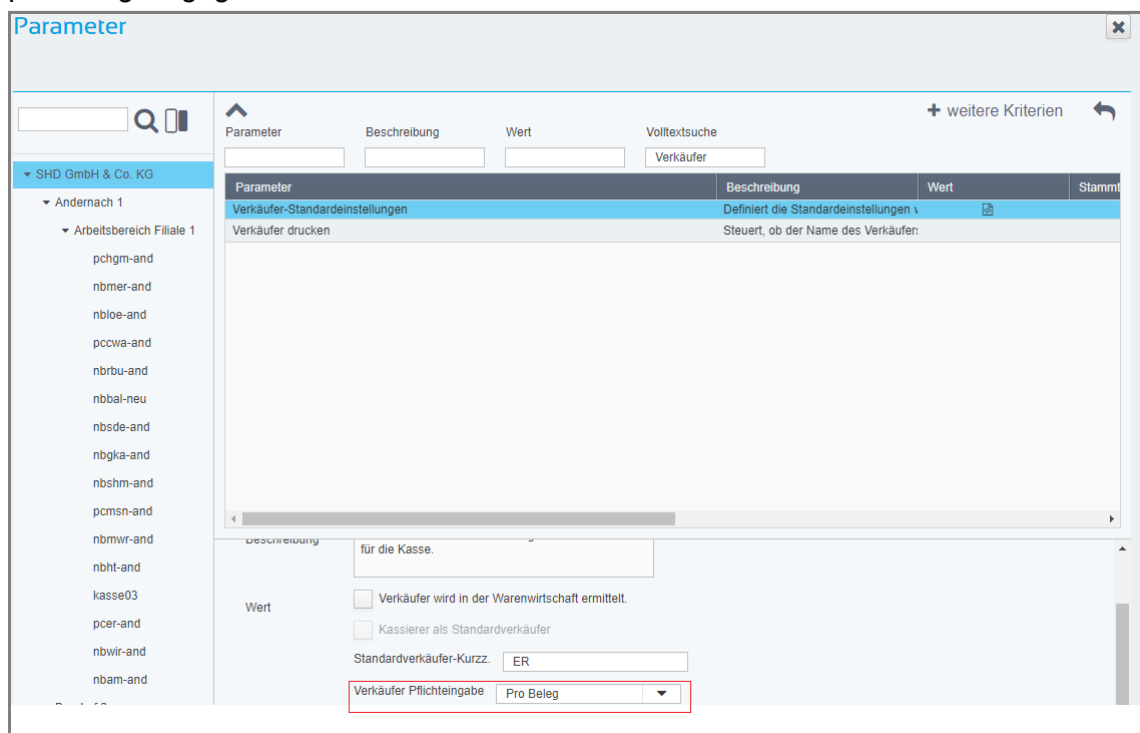 Parameter
+ weitere Kriterien
Parameter Beschreibung Wert Volltextsuche
Verkäufer
SHD GmbH & Co. KG
Andernach 1
Arbeitsbereich Filiale 1
pchgm-and
nbmer-and
nbloe-and
pccwa-and
nbrbu-and
nbbal-neu
nbsde-and
nbgka-and
nbshm-and
pcmsn-and
nbmwr-and
nbht-and
kasse03
pcer-and
nbwir-and
nbam-and
Parameter Beschreibung Wert Stammf
Verkäufer-Standardeinstellungen Definiert die Standardeinstellungen v
Verkäufer drucken Steuert, ob der Name des Verkäufers
Beschreibung
für die Kasse.
Wert
Verkäufer wird in der Warenwirtschaft ermittelt.
Kassierer als Standardverkäufer
Standardverkäufer-Kurzz. ER
Verkäufer Pflichteingabe Pro Beleg